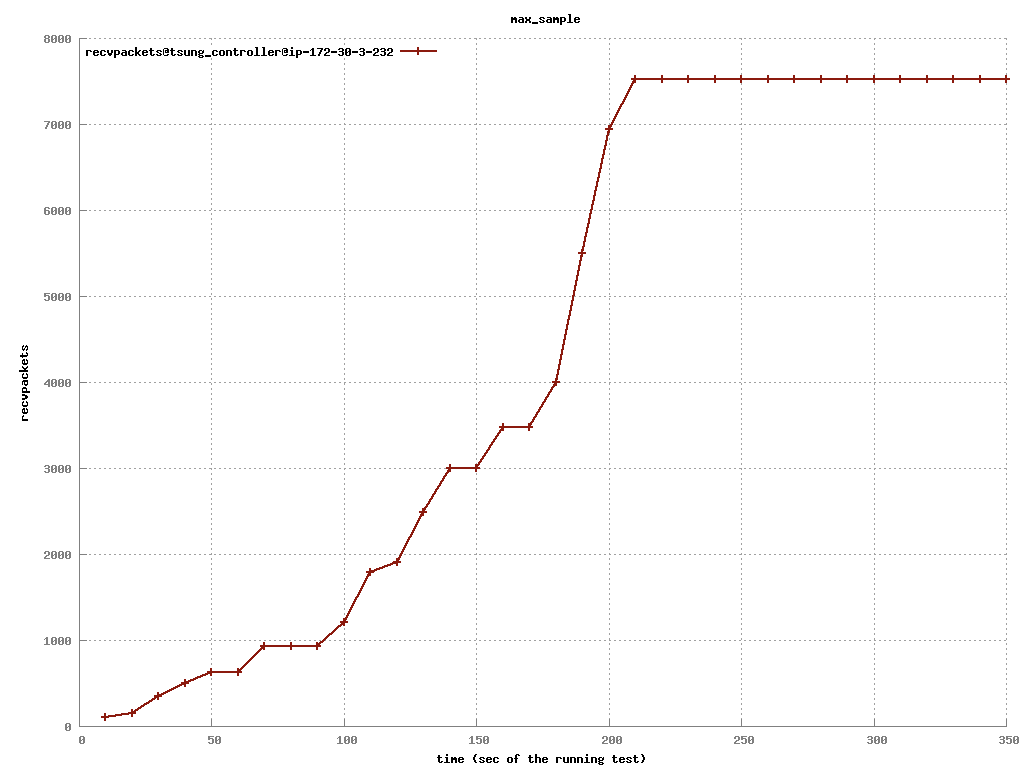 max_sample
8000
recvpackets@tsung_controller@ip-172-30-3-232
7000
6000
5000
4000
recvpackets
3000
2000
1000
0
0 50 100 150 200 250 300 350
time (sec of the running test)